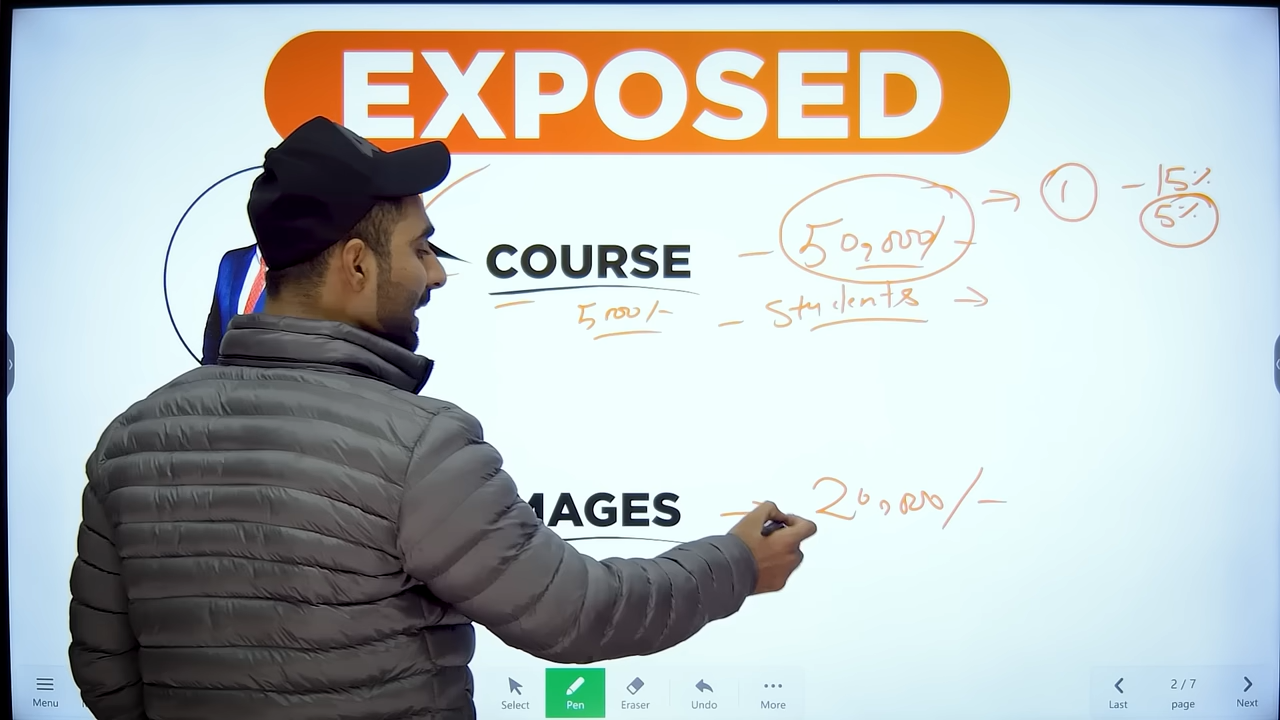 EXPOSED
→ 1 - 15%
5%
COURSE - 50,000/-
5000/- - Students →
MAGES - 20,000/-
Menu
Select
Pen
Eraser
Undo
More
Last
2 / 7
page
Next